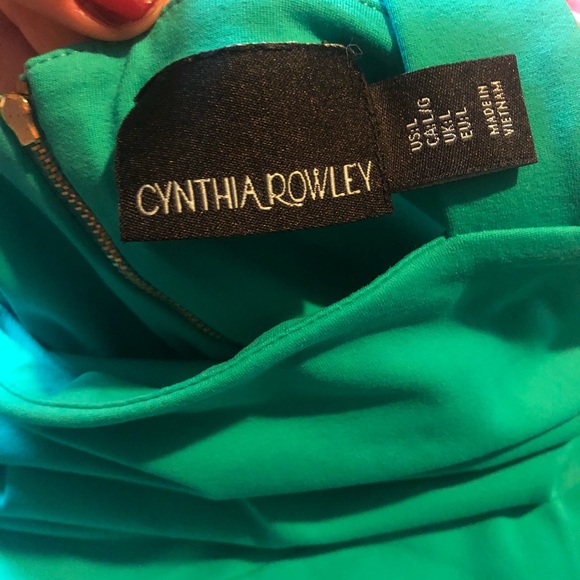 CYNTHIA ROWLEY
US:L
CA:L/G
UK:L
EU:L
MADE IN
VIETNAM